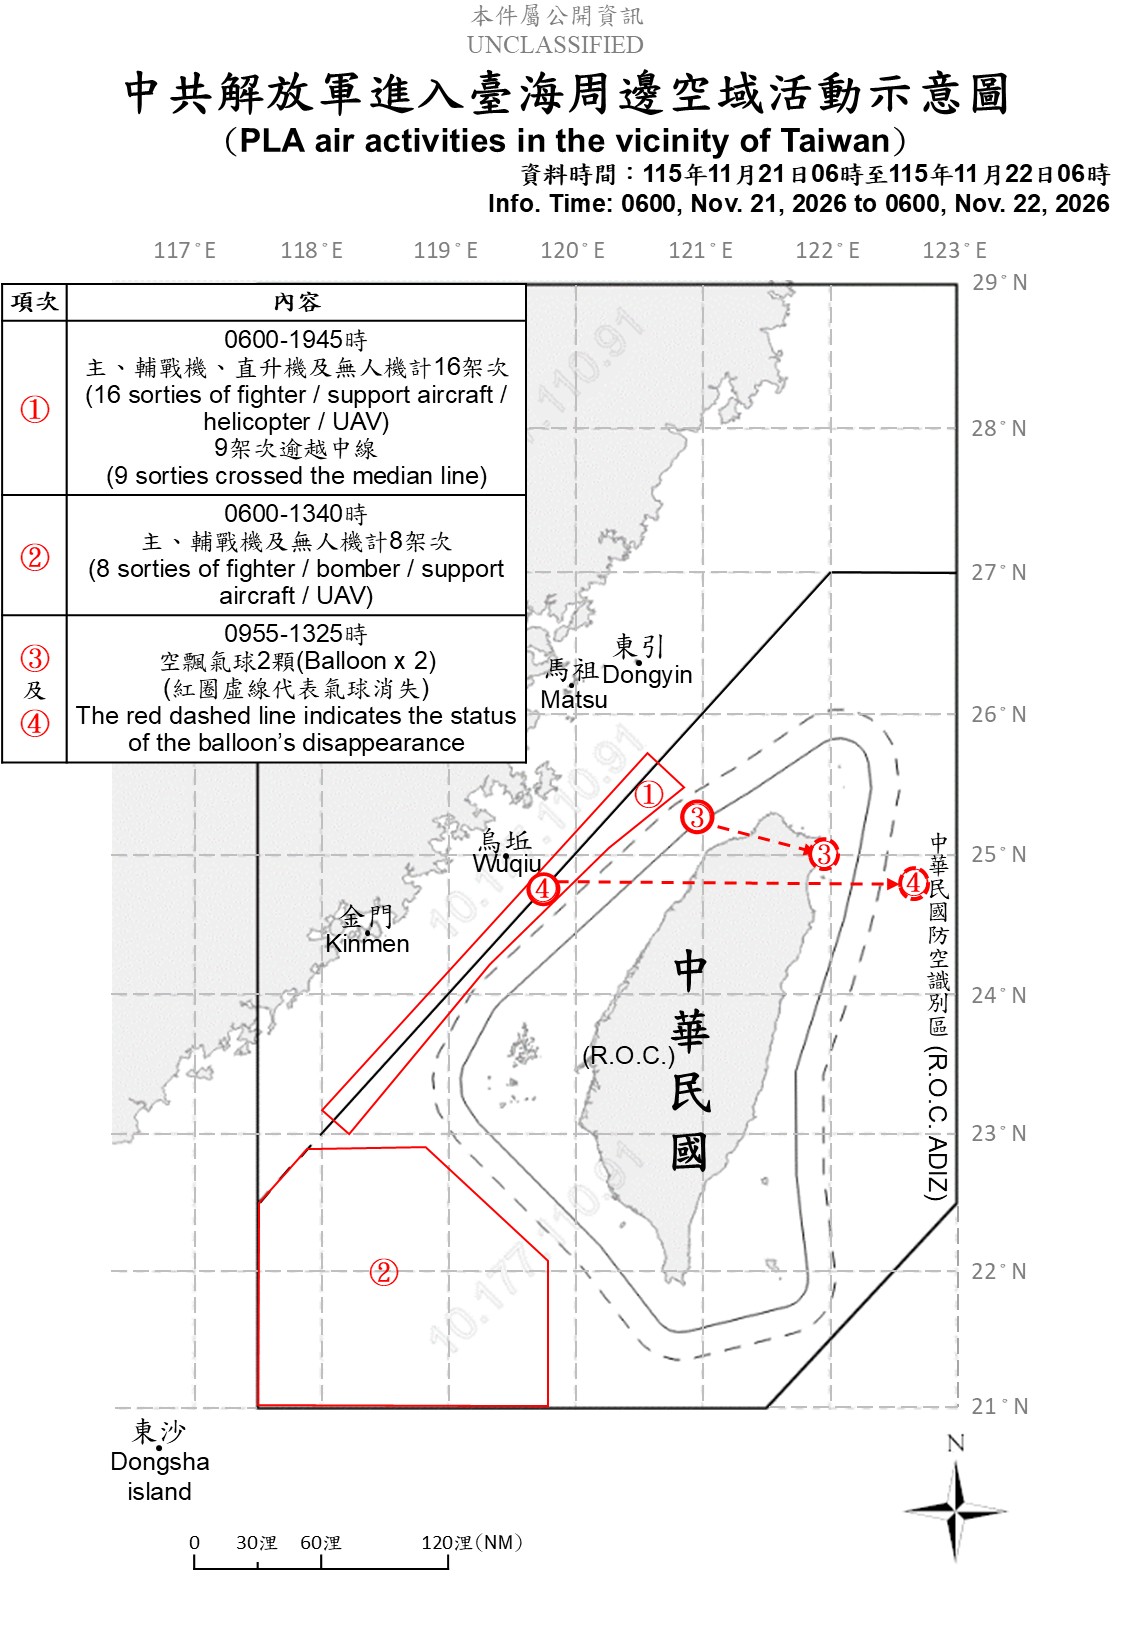 本件屬公開資訊
UNCLASSIFIED
中共解放軍進入臺海周邊空域活動示意圖
（PLA air activities in the vicinity of Taiwan）
資料時間：115年11月21日06時至115年11月22日06時
Info. Time: 0600, Nov. 21, 2026 to 0600, Nov. 22, 2026
117°E 118°E 119°E 120°E 121°E 122°E 123°E
29°N
項次 內容
①
0600-1945時
主、輔戰機、直升機及無人機計16架次
(16 sorties of fighter / support aircraft /
helicopter / UAV)
9架次逾越中線
(9 sorties crossed the median line)
28°N
②
0600-1340時
主、輔戰機及無人機計8架次
(8 sorties of fighter / bomber / support
aircraft / UAV)
27°N
③
及
④
0955-1325時
空飄氣球2顆(Balloon x 2)
(紅圈虛線代表氣球消失)
The red dashed line indicates the status
of the balloon's disappearance
東引
Dongyin
馬祖
Matsu
26°N
10.177.110.91
①
③
③
烏坵
Wuqiu
25°N
④
④
金門
Kinmen
24°N
中華民國
(R.O.C.)
中華民國防空識別區 (R.O.C. ADIZ)
23°N
10.177.110.91
②
22°N
21°N
東沙
Dongsha
island
N
0 30浬 60浬 120浬(NM)